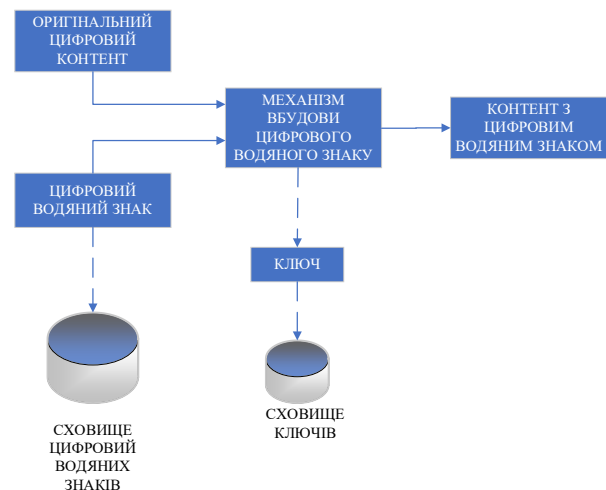 ОРИГІНАЛЬНИЙ
ЦИФРОВИЙ
КОНТЕНТ
МЕХАНІЗМ
ВБУДОВИ
ЦИФРОВОГО
ВОДЯНОГО ЗНАКУ
КОНТЕНТ З
ЦИФРОВИМ
ВОДЯНИМ ЗНАКОМ
ЦИФРОВИЙ
ВОДЯНИЙ ЗНАК
КЛЮЧ
СХОВИЩЕ
КЛЮЧІВ
СХОВИЩЕ
ЦИФРОВИЙ
ВОДЯНИХ
ЗНАКІВ